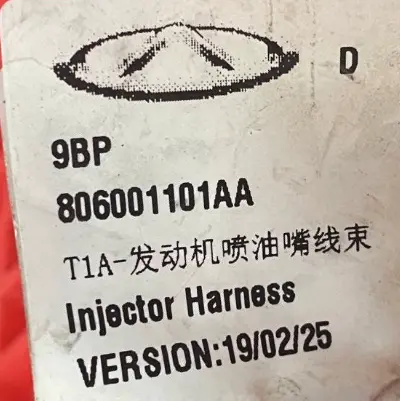 D
9BP
806001101AA
T1A-发动机喷油嘴线束
Injector Harness
VERSION:19/02/25